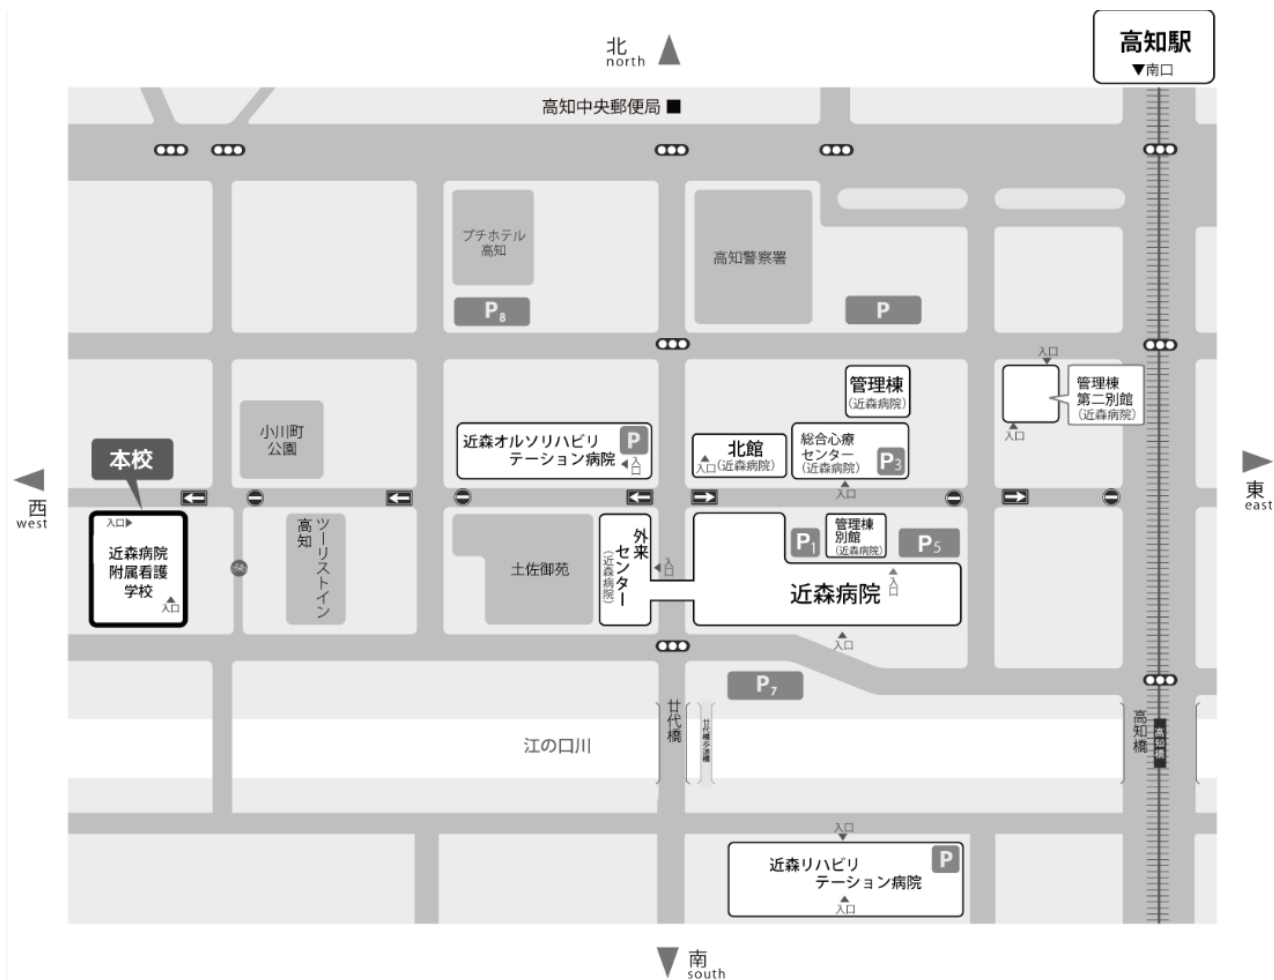 北
north
高知駅
▼南口
高知中央郵便局
プチホテル
高知
高知警察署
P8
P
入口
管理棟
(近森病院)
管理棟
第二別館
(近森病院)
入口
小川町
公園
近森オルソリハビリ
テーション病院
P
入口
北館
入口
(近森病院)
総合心療
センター
(近森病院)
P3
入口
本校
西
west
東
east
入口
近森病院
附属看護
学校
入口
ツーリストイン
高知
土佐御苑
外来
センター
(近森病院)
入口
P1
管理棟
別館
(近森病院)
P5
入口
近森病院
入口
P7
廿代橋
廿代橋歩道橋
高知橋
高知橋
江の口川
入口
近森リハビリ
テーション病院
P
入口
南
south